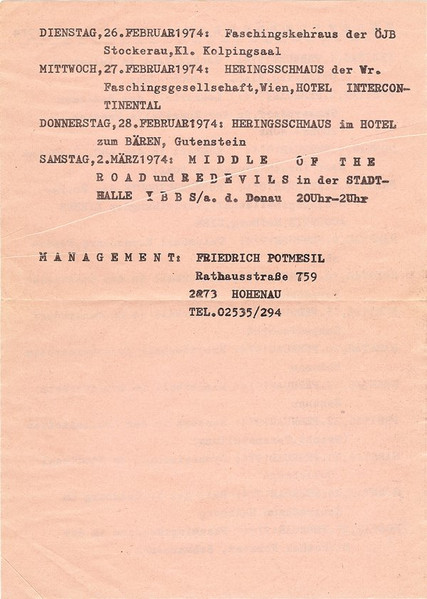 DIENSTAG,26.FEBRUAR1974: Faschingskehraus der ÖJB
Stockerau,Kl. Kolpingsaal
MITTWOCH,27.FEBRUAR1974: HERINGSSCHMAUS der Wr.
Faschingsgesellschaft,Wien,HOTEL INTERCON-
TINENTAL
DONNERSTAG,28.FEBRUAR1974: HERINGSSCHMAUS im HOTEL
zum BÄREN, Gutenstein
SAMSTAG,2.MÄRZ1974: M I D D L E O F T H E
R O A D und R E D E V I L S in der STADT-
HALLE Y B B S/a. d. Donau 20Uhr-2Uhr
M A N A G E M E N T: FRIEDRICH POTMESIL
Rathausstraße 759
2273 HOHENAU
TEL.02535/294